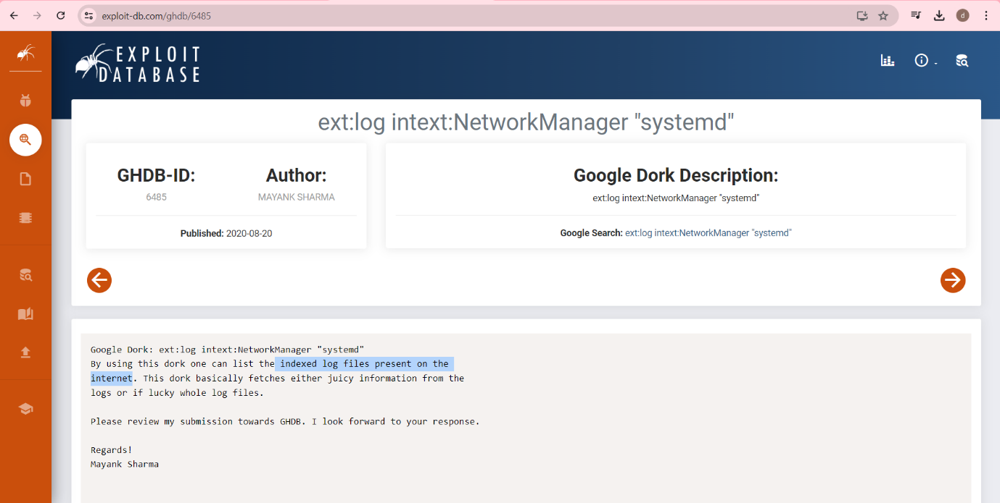 exploit-db.com/ghdb/6485
d
EXPLOIT
DATABASE
ext:log intext:NetworkManager "systemd"
GHDB-ID:
6485
Author:
MAYANK SHARMA
Published: 2020-08-20
Google Dork Description:
ext:log intext:NetworkManager "systemd"
Google Search: ext:log intext:NetworkManager "systemd"
Google Dork: ext:log intext:NetworkManager "systemd"
By using this dork one can list the indexed log files present on the
internet. This dork basically fetches either juicy information from the
logs or if lucky whole log files.
Please review my submission towards GHDB. I look forward to your response.
Regards!
Mayank Sharma